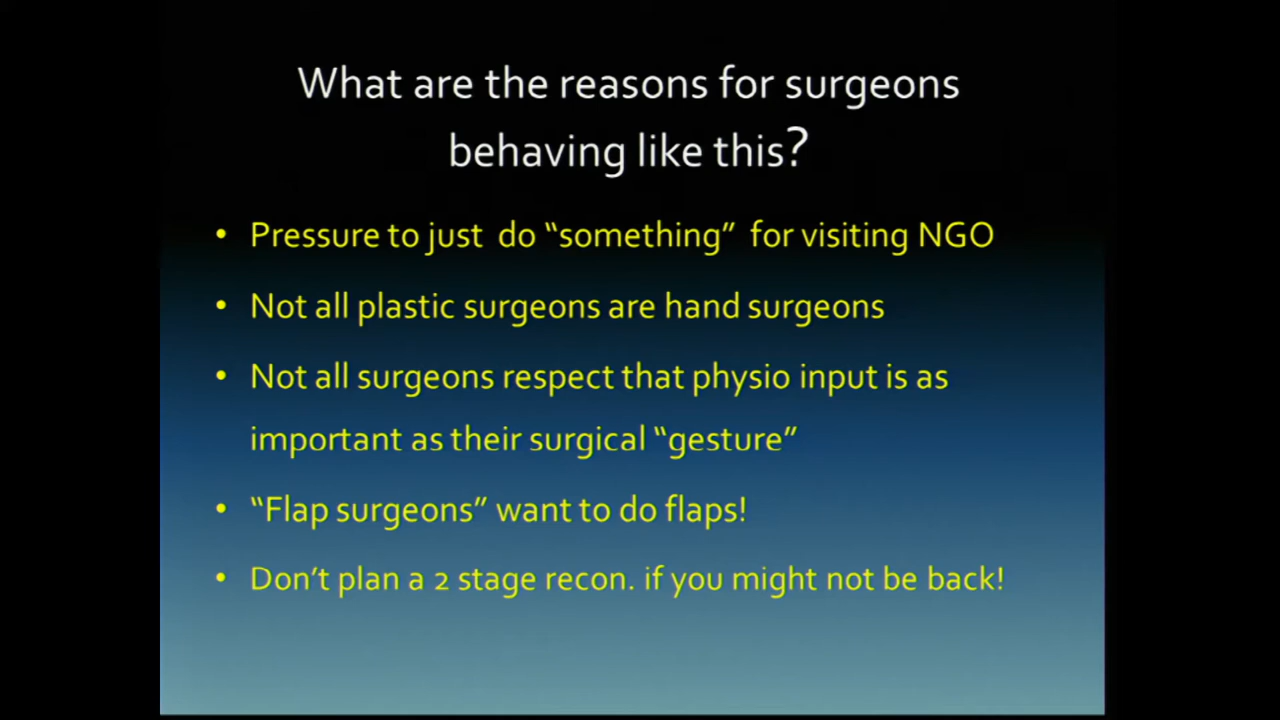 What are the reasons for surgeons
behaving like this?
• Pressure to just do “something” for visiting NGO
• Not all plastic surgeons are hand surgeons
• Not all surgeons respect that physio input is as
important as their surgical “gesture”
• “Flap surgeons” want to do flaps!
• Don’t plan a 2 stage recon. if you might not be back!